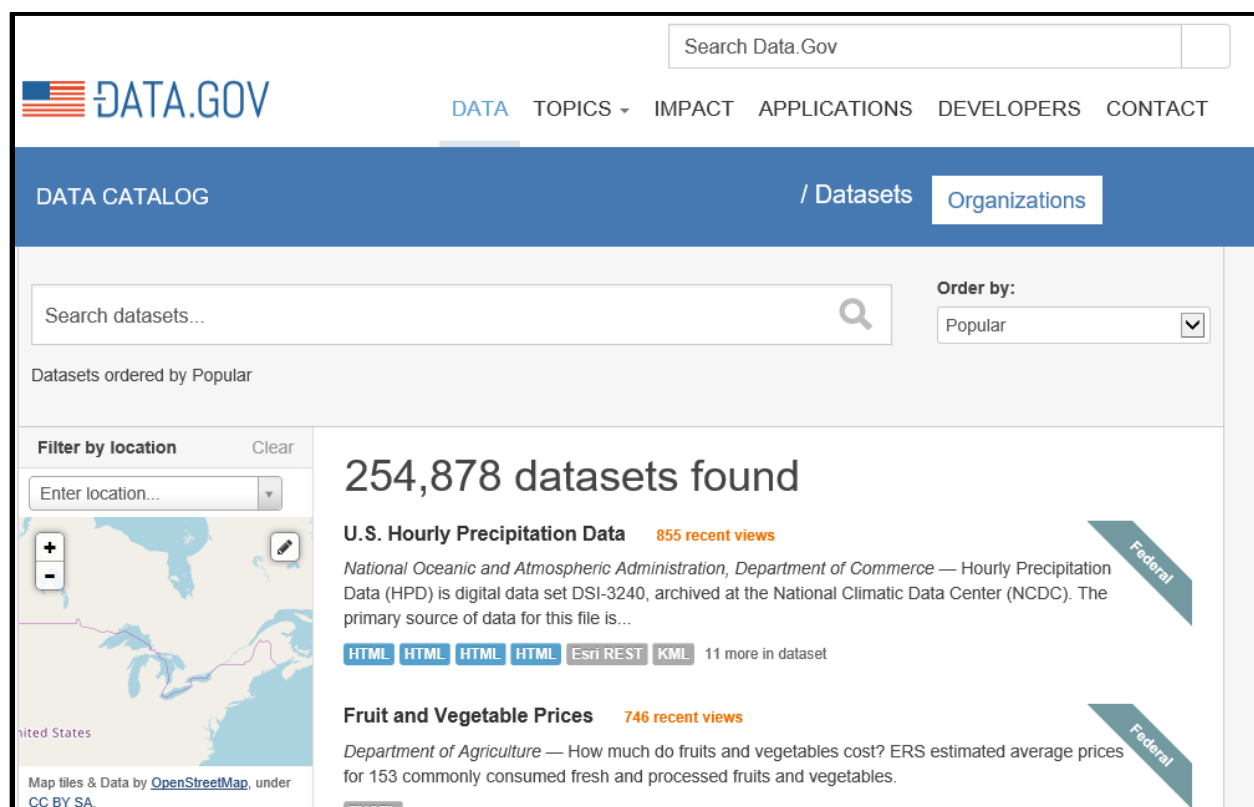 Search Data.Gov
DATA.GOV
DATA TOPICS IMPACT APPLICATIONS DEVELOPERS CONTACT
DATA CATALOG
/ Datasets Organizations
Search datasets...
Order by:
Popular
Datasets ordered by Popular
Filter by location Clear
Enter location...
+
-
nited States
Map tiles & Data by OpenStreetMap, under
CC BY SA.
254,878 datasets found
U.S. Hourly Precipitation Data 855 recent views
Federal
National Oceanic and Atmospheric Administration, Department of Commerce — Hourly Precipitation
Data (HPD) is digital data set DSI-3240, archived at the National Climatic Data Center (NCDC). The
primary source of data for this file is...
HTML HTML HTML HTML Esri REST KML 11 more in dataset
Fruit and Vegetable Prices 746 recent views
Federal
Department of Agriculture — How much do fruits and vegetables cost? ERS estimated average prices
for 153 commonly consumed fresh and processed fruits and vegetables.